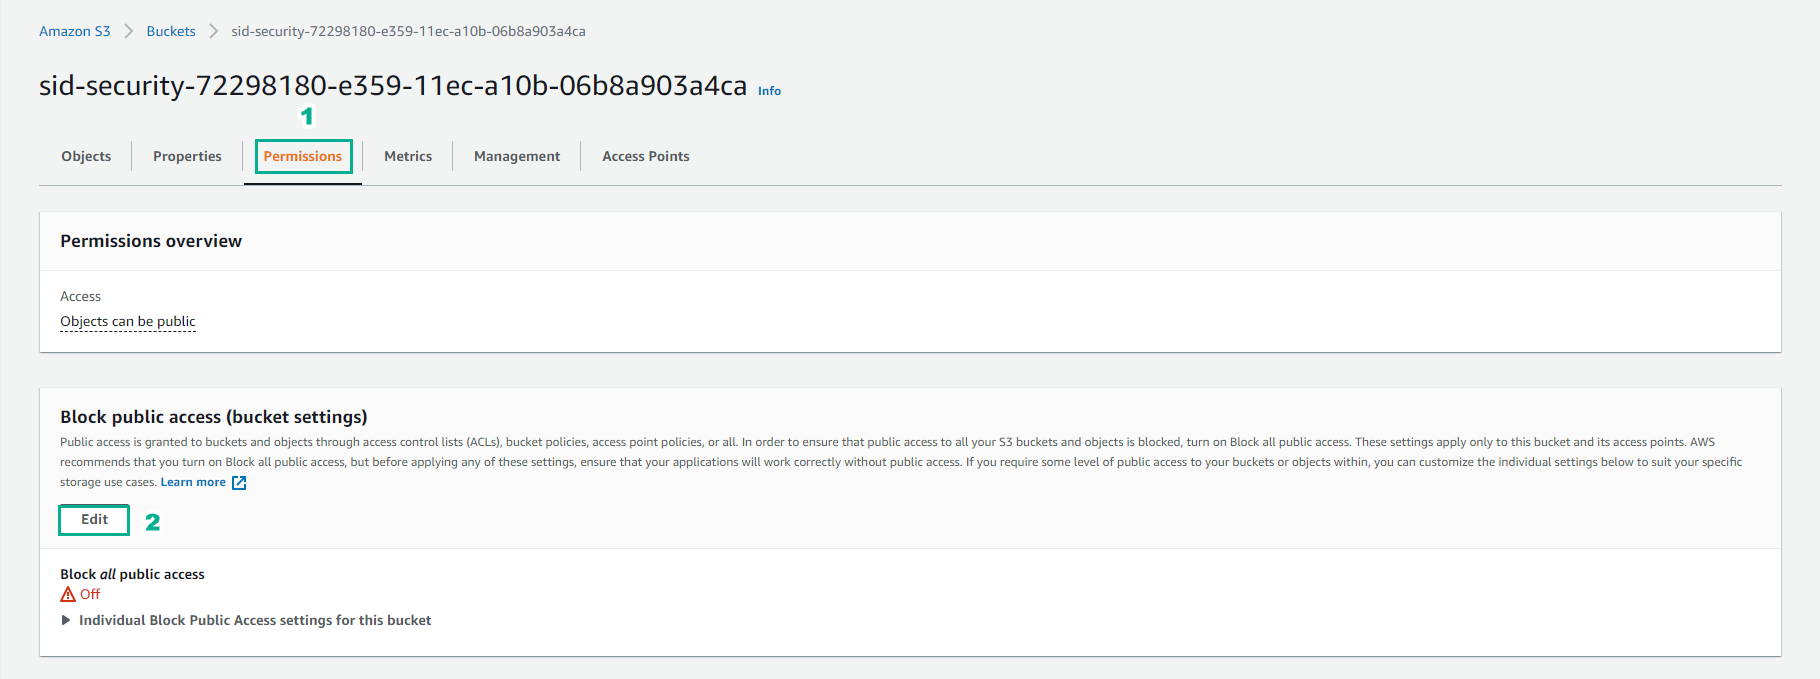 Amazon S3 > Buckets > sid-security-72298180-e359-11ec-a10b-06b8a903a4ca
sid-security-72298180-e359-11ec-a10b-06b8a903a4ca Info
1
Objects Properties Permissions Metrics Management Access Points
Permissions overview
Access
Objects can be public
Block public access (bucket settings)
Public access is granted to buckets and objects through access control lists (ACLs), bucket policies, access point policies, or all. In order to ensure that public access to all your S3 buckets and objects is blocked, turn on Block all public access. These settings apply only to this bucket and its access points. AWS
recommends that you turn on Block all public access, but before applying any of these settings, ensure that your applications will work correctly without public access. If you require some level of public access to your buckets or objects within, you can customize the individual settings below to suit your specific
storage use cases. Learn more
Edit 2
Block all public access
Off
Individual Block Public Access settings for this bucket